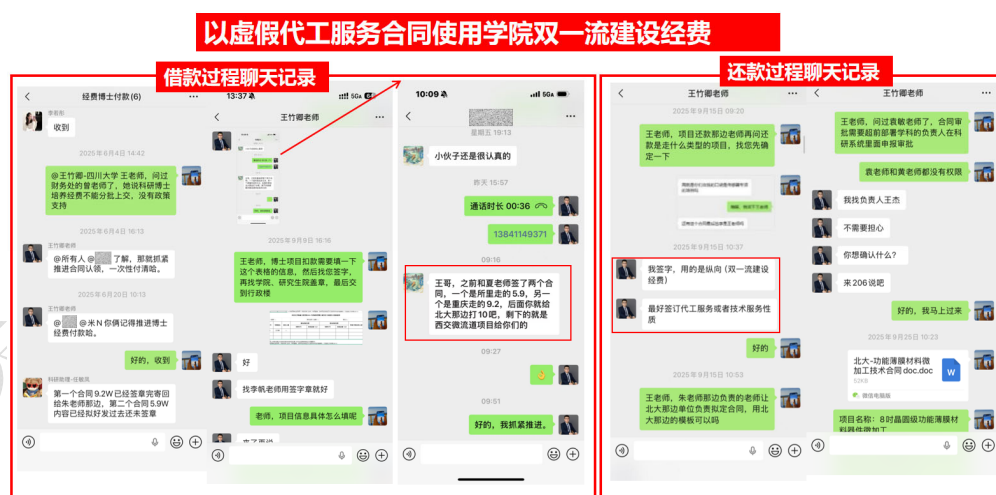 以虚假代工服务合同使用学院双一流建设经费
借款过程聊天记录
还款过程聊天记录
经费博士付款(6)
收到
2025年6月4日 14:42
@王竹卿-四川大学 王老师，问过
财务处的曾老师了，她说科研博士
培养经费不能分批上交，没有政策
支持
2025年6月4日 16:13
王竹卿老师
@所有人 @ 了解，那就抓紧
推进合同认领，一次性付清哈。
2025年6月20日 10:13
王竹卿老师
@ @米N 你俩记得推进博士
经费付款哈。
好的，收到
科研助理-任敏岚
第一个合同9.2W已经签章完寄回
给朱老师那边，第二个合同5.9W
内容已经拟好发过去还未签章
13:37
5GA
王竹卿老师
2025年9月9日 16:16
王老师，博士项目扣款需要填一下
这个表格的信息，然后找您签字，
再找学院、研究生院盖章，最后交
到行政楼
好
找李帆老师用签字章就好
老师，项目信息具体怎么填呢
来了再说
10:09
5GA
星期五 19:13
小伙子还是很认真的
昨天 15:57
通话时长 00:36
13841149371
09:16
王哥，之前和夏老师签了两个合
同，一个是所里走的5.9，另一
个是重庆走的9.2，后面你就给
北大那边打10吧，剩下的就是
西交微流道项目给你们的
09:27
09:51
好的，我抓紧推进。
王竹卿老师
2025年9月15日 09:20
王老师，项目还款那边老师再问还
款是走什么类型的项目，找您先确
定一下
2025年9月15日 10:37
我签字，用的是纵向 (双一流建设
经费)
最好签订代工服务或者技术服务性
质
好的
2025年9月15日 10:53
王老师，朱老师那边负责的老师让
北大那边单位负责拟定合同，用北
大那边的模板可以吗
王竹卿老师
王老师，问过袁敏老师了，合同审
批需要超前部署学科的负责人在科
研系统里面申报审批
袁老师和黄老师都没有权限
我找负责人王杰
不需要担心
你想确认什么?
来206说吧
好的，我马上过来
2025年9月25日 10:23
北大-功能薄膜材料微
加工技术合同doc.doc
52KB
微信电脑版
W
项目名称：8吋晶圆级功能薄膜材
料器件微加工